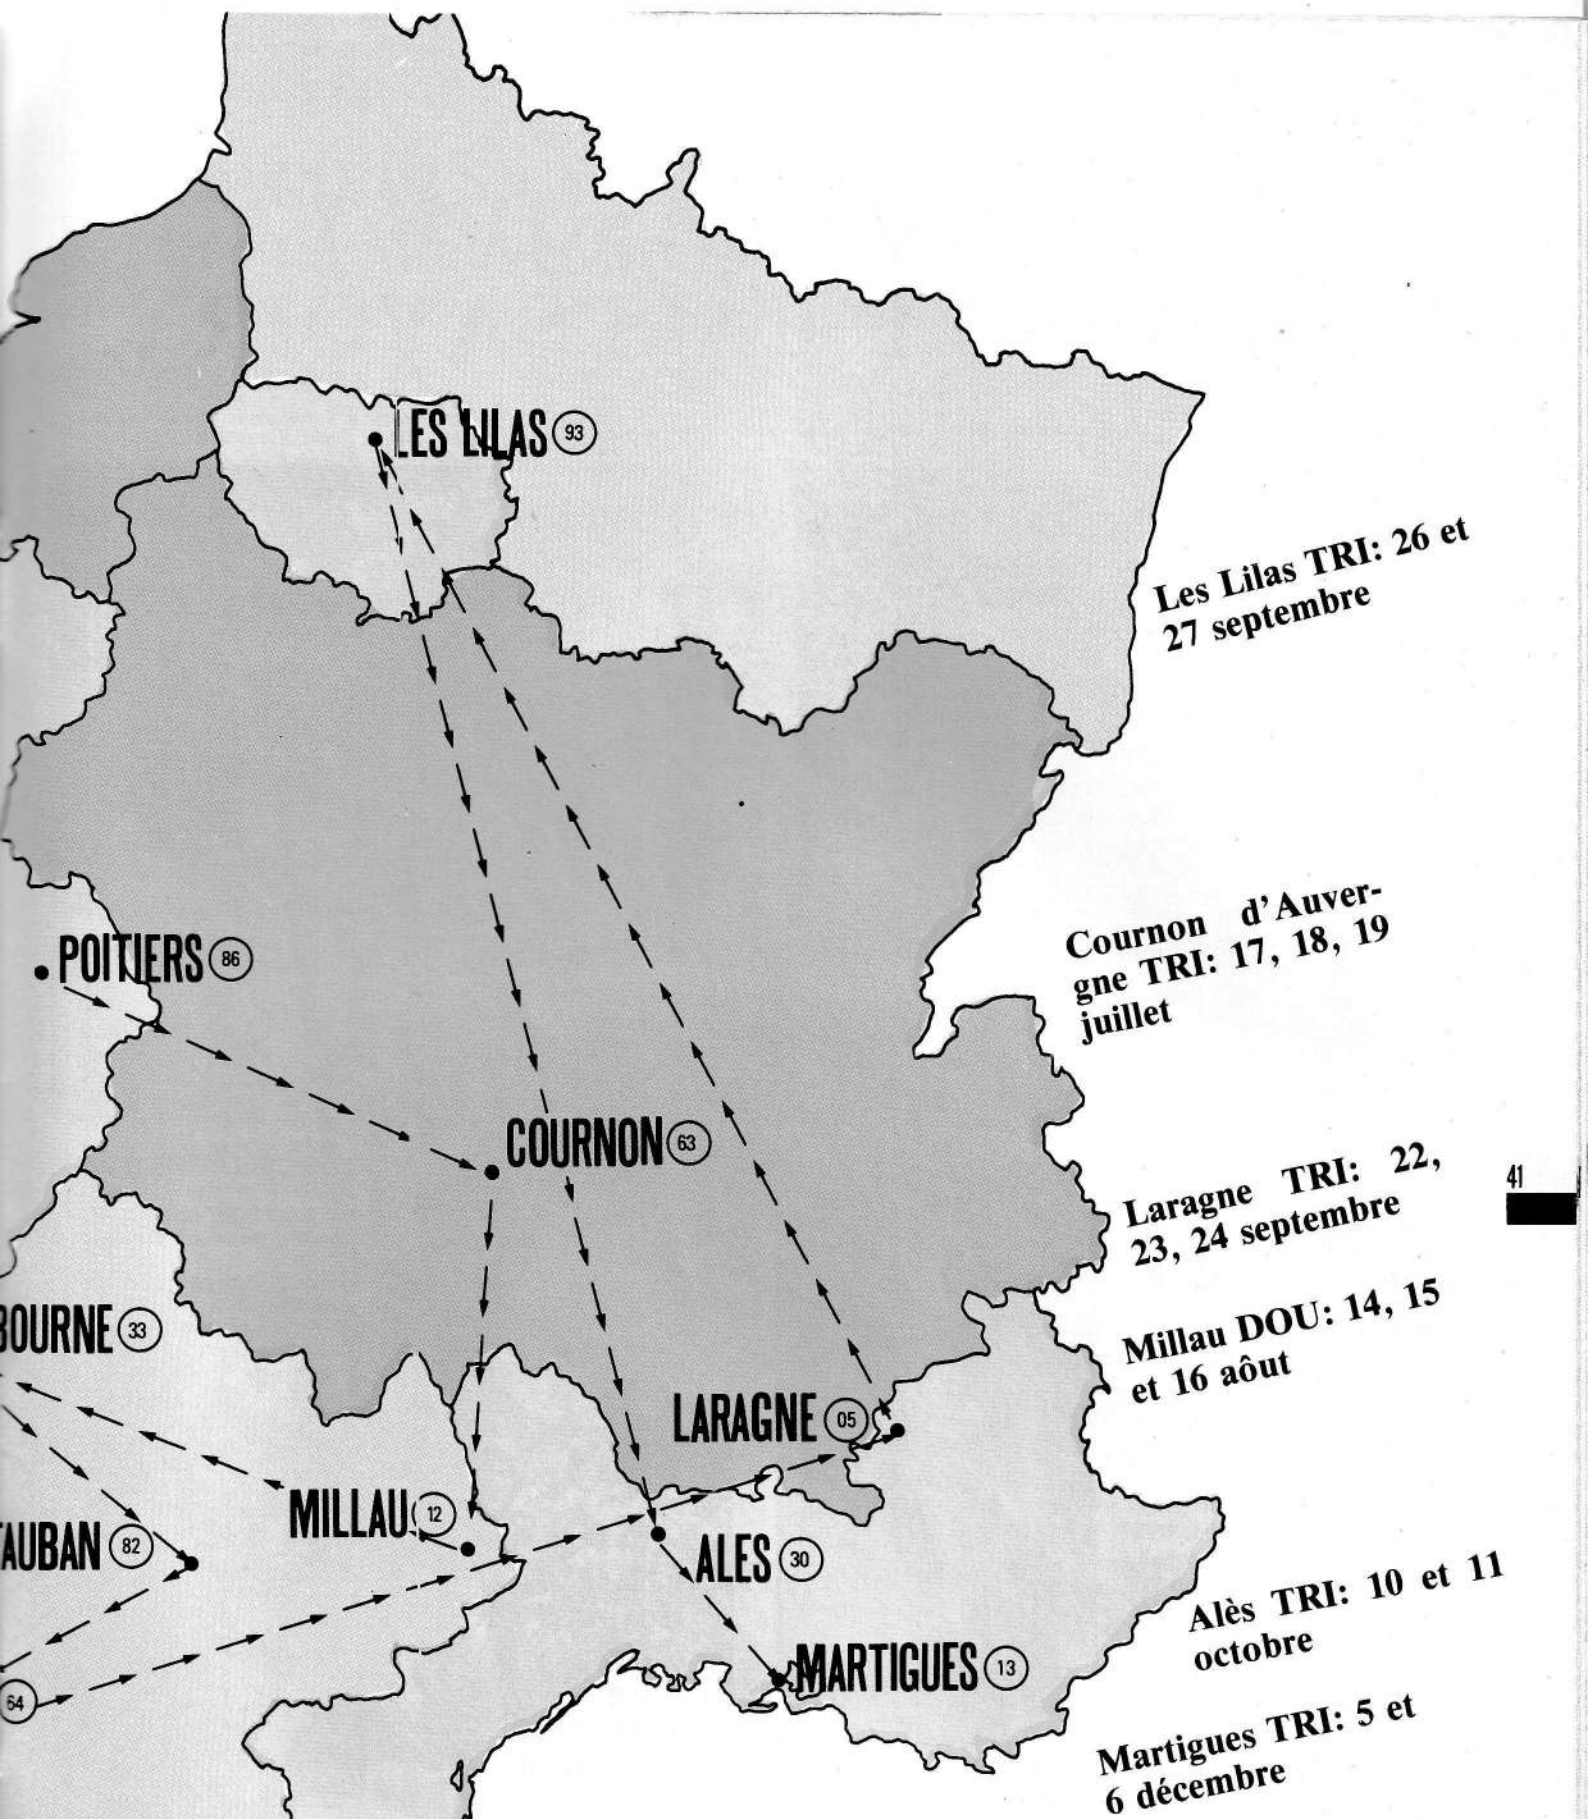 LES LILAS 93
Les Lilas TRI: 26 et
27 septembre
Cournon d'Auver-
gne TRI: 17, 18, 19
juillet
POITIERS 86
COURNON 63
41
Laragne TRI: 22,
23, 24 septembre
Millau DOU: 14, 15
et 16 aôut
BOURNE 33
LARAGNE 05
MILLAU 12
TAUBAN 82
ALES 30
Alès TRI: 10 et 11
octobre
MARTIGUES 13
64
Martigues TRI: 5 et
6 décembre